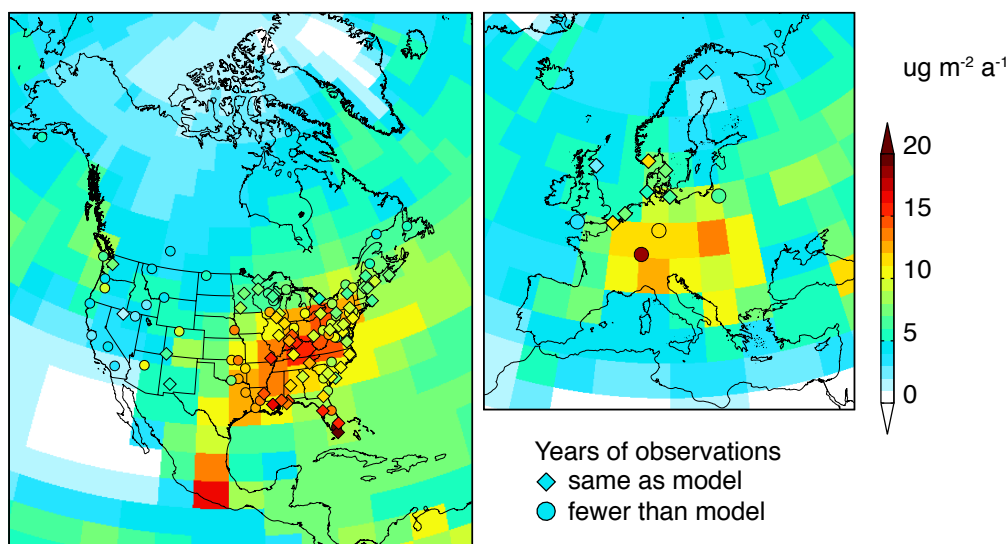 ug m⁻² a⁻¹
20
15
10
5
0
Years of observations
same as model
fewer than model